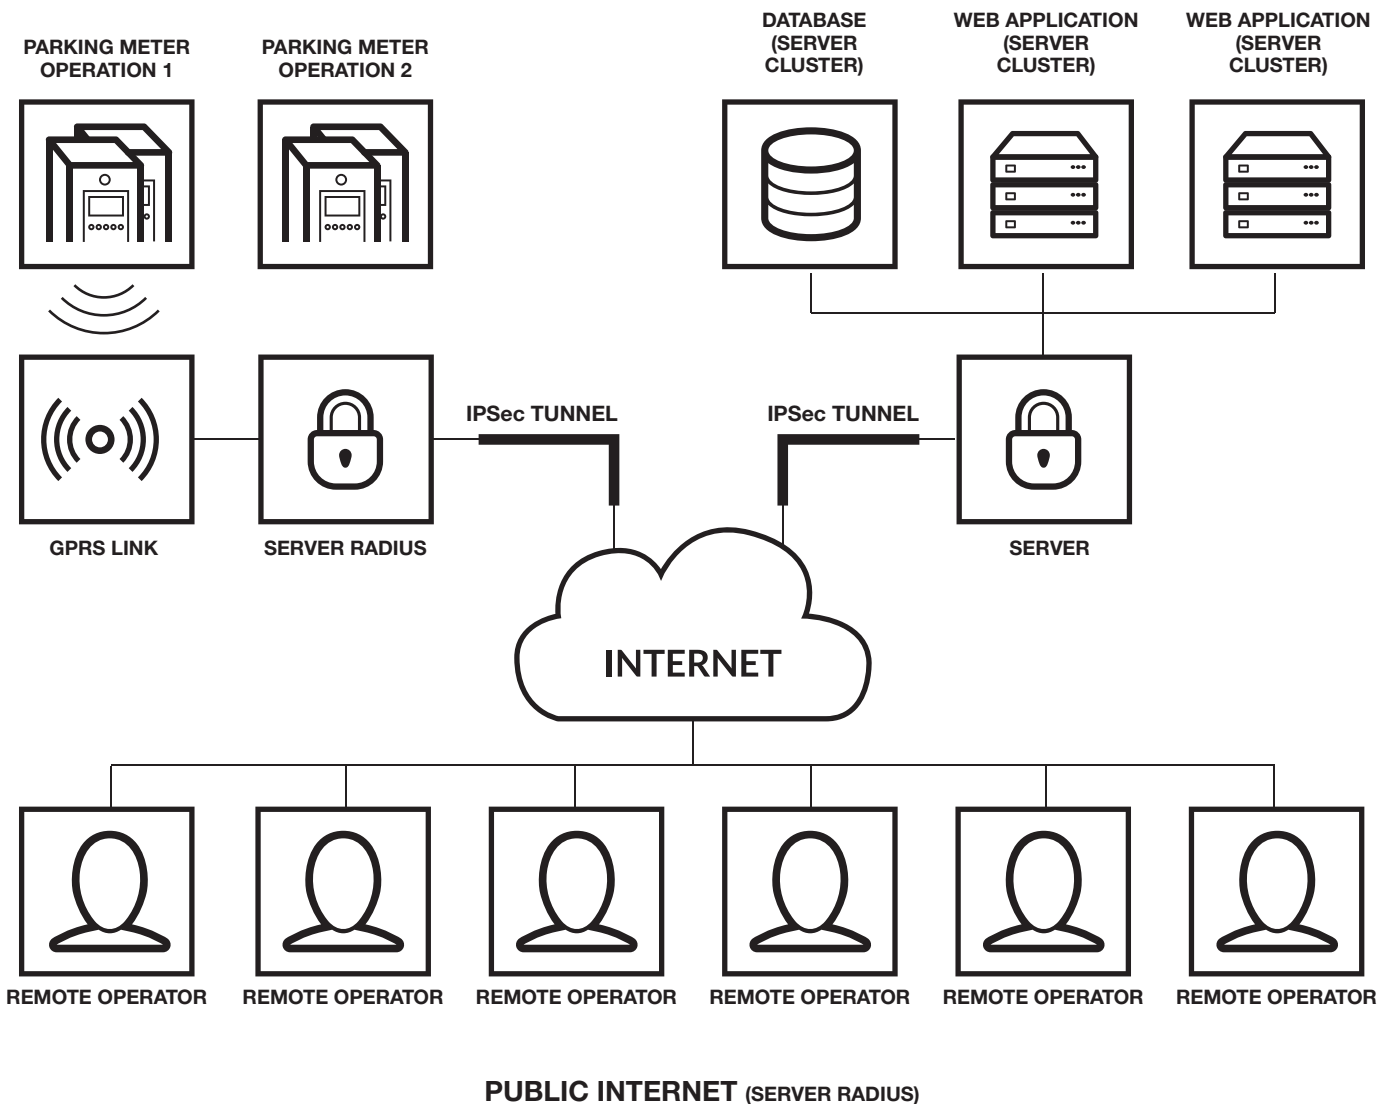 PARKING METER
OPERATION 1
PARKING METER
OPERATION 2
DATABASE
(SERVER
CLUSTER)
WEB APPLICATION
(SERVER
CLUSTER)
WEB APPLICATION
(SERVER
CLUSTER)
IPSec TUNNEL
IPSec TUNNEL
GPRS LINK
SERVER RADIUS
SERVER
INTERNET
REMOTE OPERATOR
REMOTE OPERATOR
REMOTE OPERATOR
REMOTE OPERATOR
REMOTE OPERATOR
REMOTE OPERATOR
PUBLIC INTERNET (SERVER RADIUS)